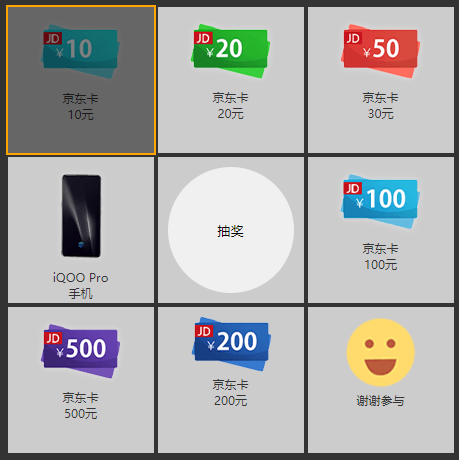 JD
¥10
京东卡
10元
JD
¥20
京东卡
20元
JD
¥50
京东卡
30元
iQOO Pro
手机
抽奖
JD
¥100
京东卡
100元
JD
¥500
京东卡
500元
JD
¥200
京东卡
200元
谢谢参与